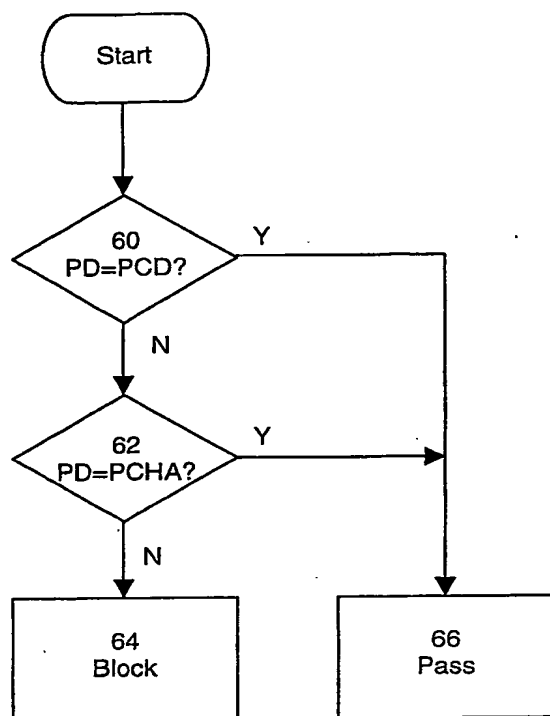 Start
60
PD=PCD?
Y
N
62
PD=PCHA?
Y
N
64
Block
66
Pass